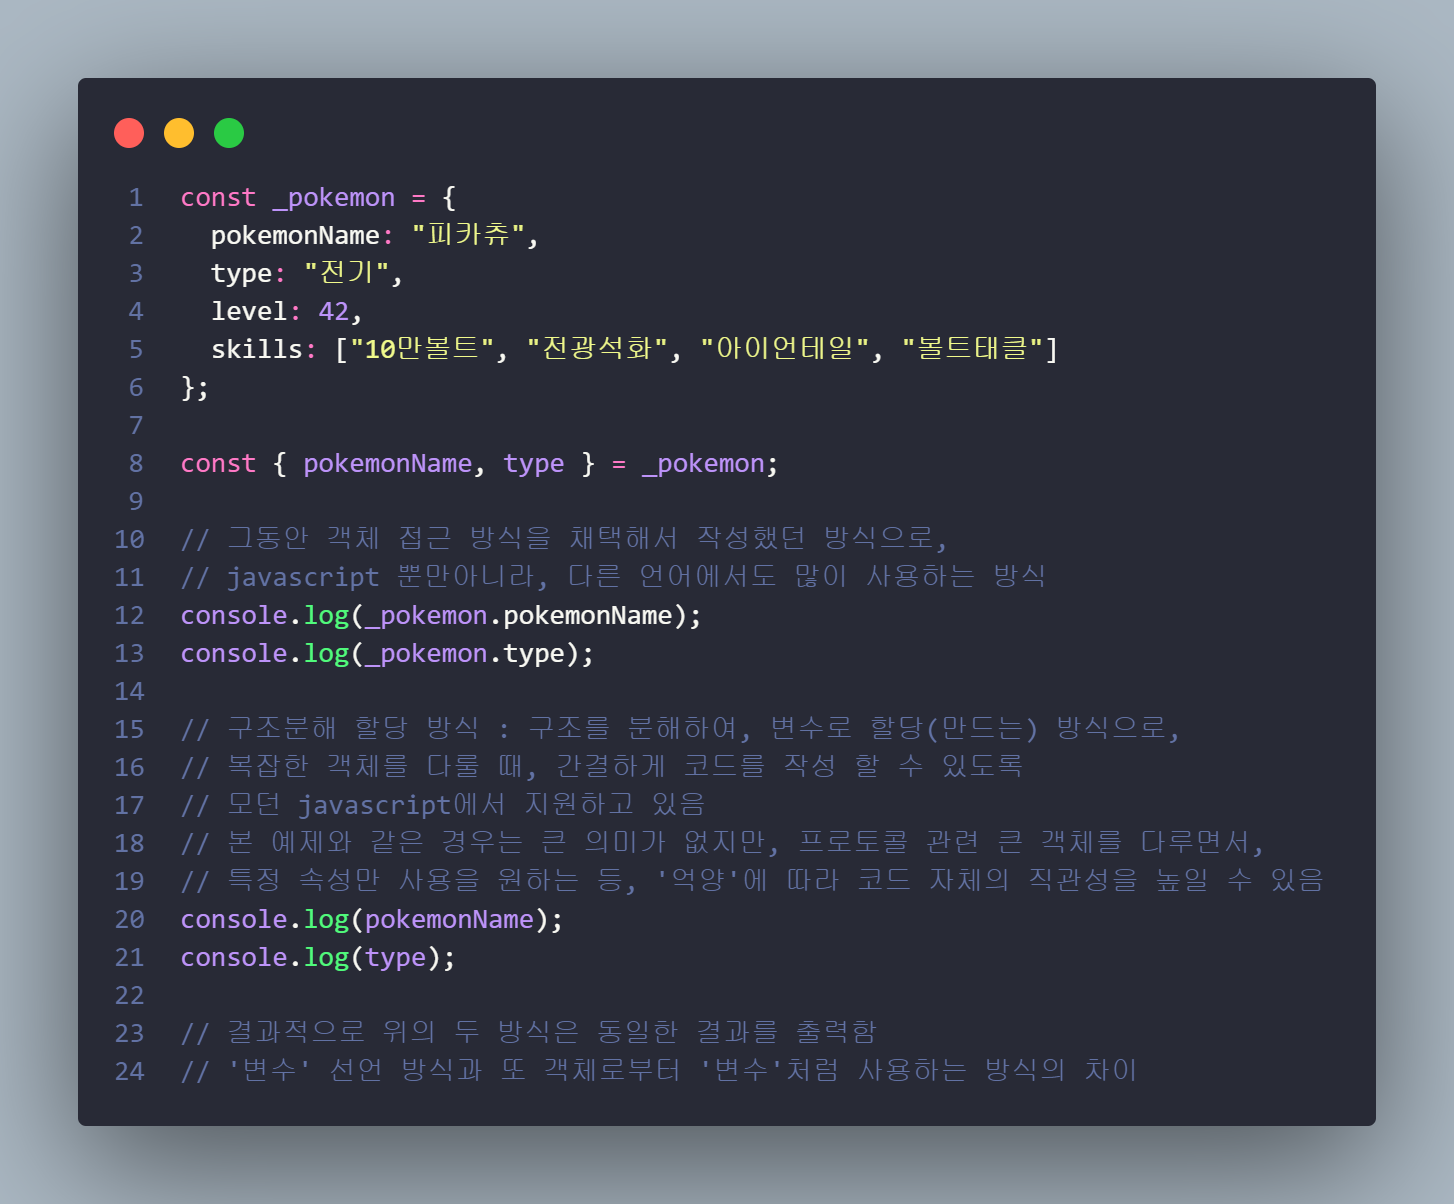 1 const _pokemon = {
2 pokemonName: "피카츄",
3 type: "전기",
4 level: 42,
5 skills: ["10만볼트", "전광석화", "아이언테일", "볼트태클"]
6 };
7
8 const { pokemonName, type } = _pokemon;
9
10 // 그동안 객체 접근 방식을 채택해서 작성했던 방식으로,
11 // javascript 뿐만아니라, 다른 언어에서도 많이 사용하는 방식
12 console.log(_pokemon.pokemonName);
13 console.log(_pokemon.type);
14
15 // 구조분해 할당 방식 : 구조를 분해하여, 변수로 할당(만드는) 방식으로,
16 // 복잡한 객체를 다룰 때, 간결하게 코드를 작성 할 수 있도록
17 // 모던 javascript에서 지원하고 있음
18 // 본 예제와 같은 경우는 큰 의미가 없지만, 프로토콜 관련 큰 객체를 다루면서,
19 // 특정 속성만 사용을 원하는 등, '억양'에 따라 코드 자체의 직관성을 높일 수 있음
20 console.log(pokemonName);
21 console.log(type);
22
23 // 결과적으로 위의 두 방식은 동일한 결과를 출력함
24 // '변수' 선언 방식과 또 객체로부터 '변수'처럼 사용하는 방식의 차이